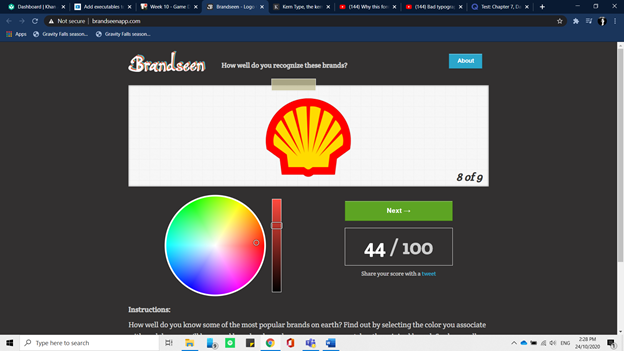 Dashboard | Khan
Add executables t
Week 10 - Game
Brandseen - Logo
Kern Type, the ker
(144) Why this fo
(144) Bad typogr
Test: Chapter 7, D
Not secure | brandseenapp.com
Apps Gravity Falls season... Gravity Falls season...
Brandseen
How well do you recognize these brands?
About
8 of 9
Next →
44 / 100
Share your score with a tweet
Instructions:
How well do you know some of the most popular brands on earth? Find out by selecting the color you associate
Type here to search
ENG
2:28 PM
24/10/2020